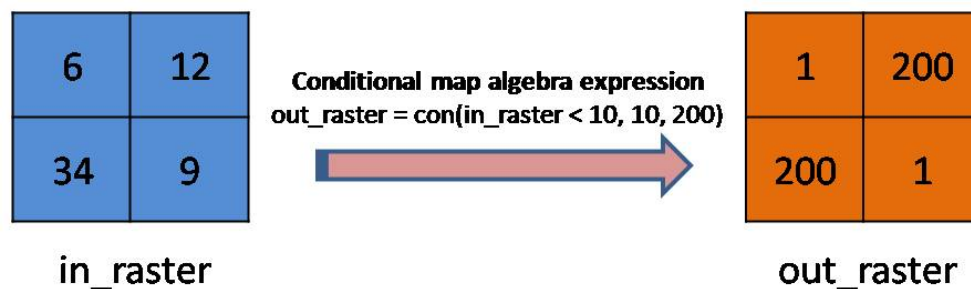 6 12
Conditional map algebra expression
out_raster = con(in_raster < 10, 10, 200)
1 200
34 9
200 1
in_raster
out_raster